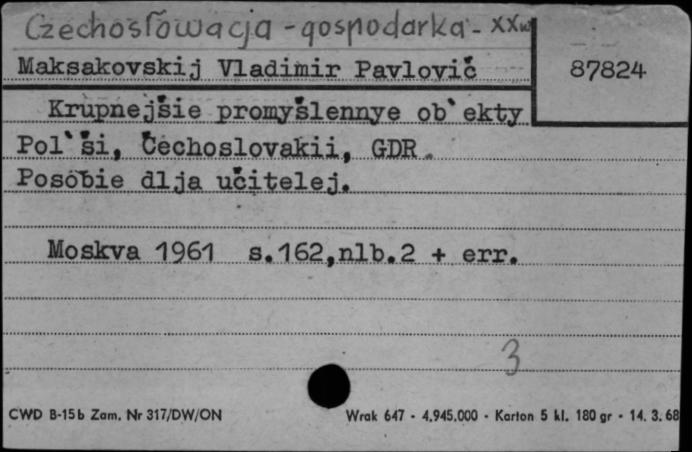 Czechosłowacja - gospodarka - XXw
Maksakovskij Vladimir Pavlovič
87824
Krupnejšie promyšlennye ob`ekty
Pol`ši, Čechoslovakii, GDR.
Posobie dlja učitelej.
Moskva 1961 s.162,nlb.2 + err.
3
CWD B-15b Zam. Nr 317/DW/ON
Wrak 647 - 4.945.000 - Karton 5 kl. 180 gr - 14. 3. 68